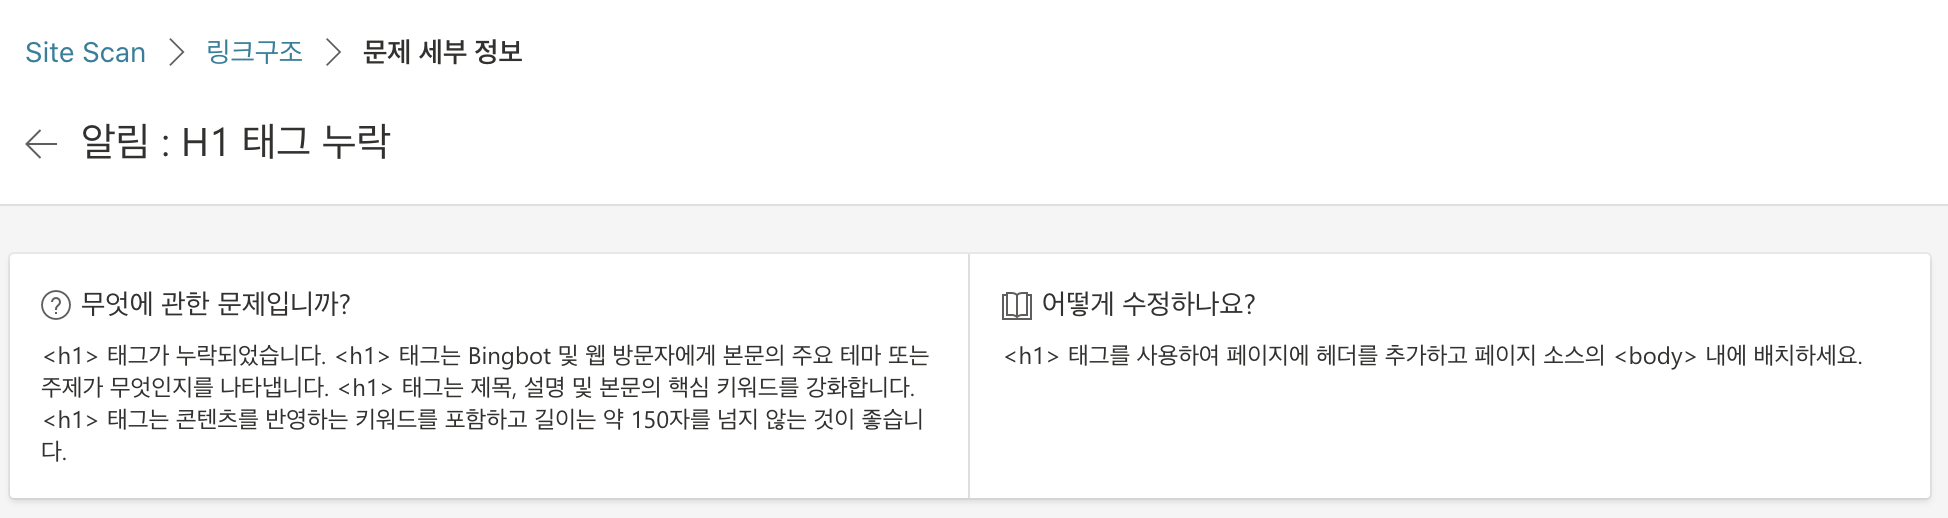 Site Scan > 링크구조 > 문제 세부 정보
알림 : H1 태그 누락
무엇에 관한 문제입니까?
<h1> 태그가 누락되었습니다. <h1> 태그는 Bingbot 및 웹 방문자에게 본문의 주요 테마 또는
주제가 무엇인지를 나타냅니다. <h1> 태그는 제목, 설명 및 본문의 핵심 키워드를 강화합니다.
<h1> 태그는 콘텐츠를 반영하는 키워드를 포함하고 길이는 약 150자를 넘지 않는 것이 좋습니
다.
어떻게 수정하나요?
<h1> 태그를 사용하여 페이지에 헤더를 추가하고 페이지 소스의 <body> 내에 배치하세요.